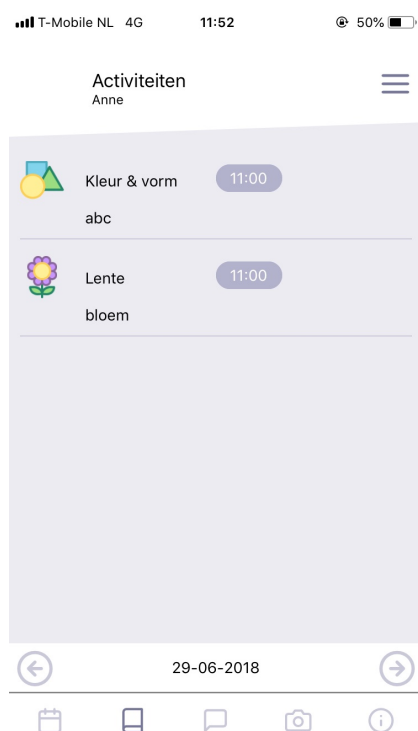 T-Mobile NL 4G 11:52 50%
Activiteiten
Anne
Kleur & vorm 11:00
abc
Lente 11:00
bloem
29-06-2018